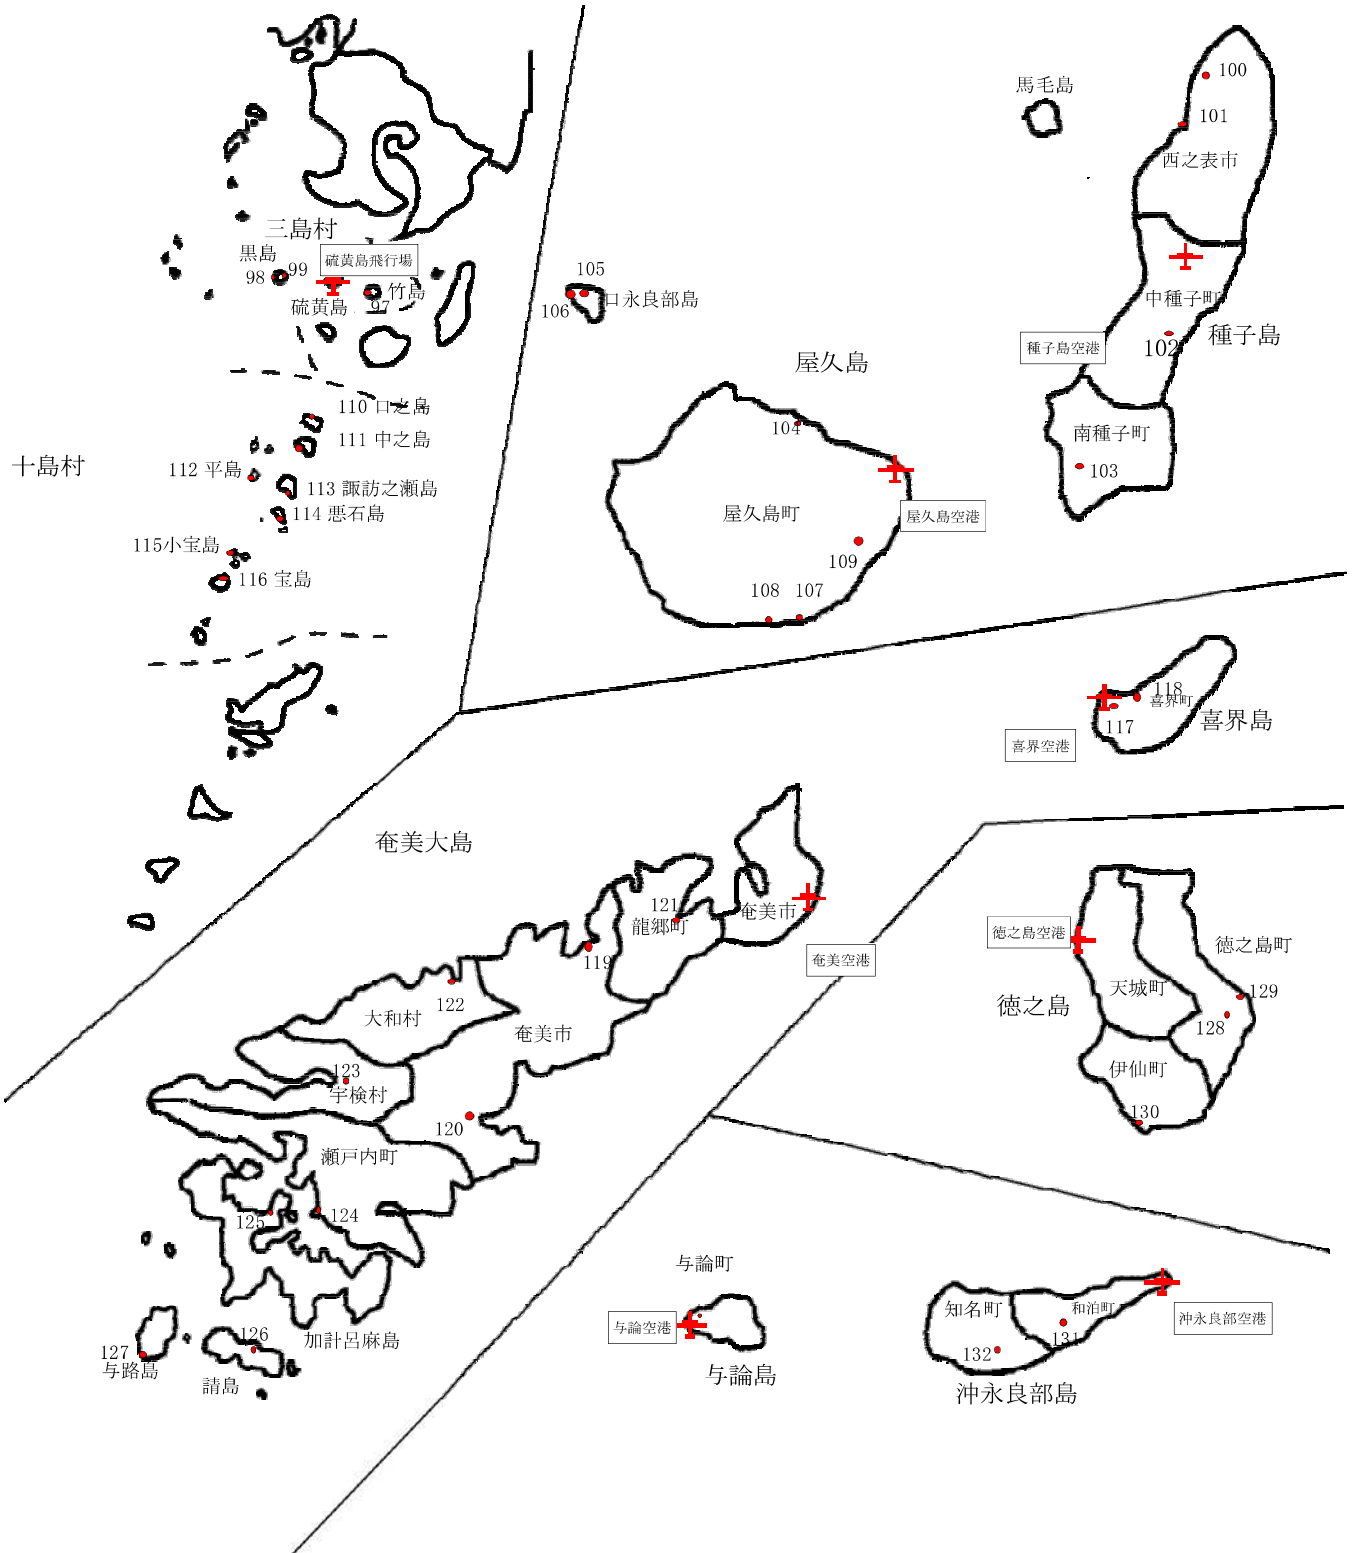 三島村
黒島
98
99
硫黄島飛行場
硫黄島
竹島
97
十島村
110 口之島
111 中之島
112 平島
113 諏訪之瀬島
114 悪石島
115小宝島
116 宝島
105
106
口永良部島
屋久島
104
屋久島町
屋久島空港
109
108
107
馬毛島
100
101
西之表市
中種子町
種子島空港
102
種子島
南種子町
103
118
喜界町
117
喜界島
喜界空港
奄美大島
121
龍郷町
奄美市
119
奄美空港
122
大和村
奄美市
123
宇検村
120
瀬戸内町
125
124
加計呂麻島
126
請島
127
与路島
徳之島空港
徳之島町
天城町
徳之島
129
128
伊仙町
130
与論町
与論空港
与論島
知名町
和泊町
131
132
沖永良部空港
沖永良部島